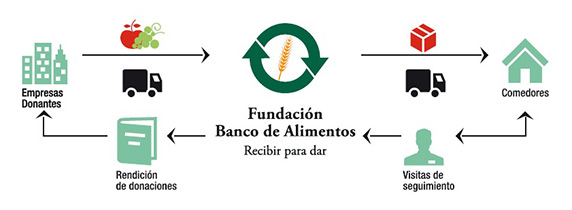 Empresas
Donantes
Fundación
Banco de Alimentos
Recibir para dar
Comedores
Rendición
de donaciones
Visitas de
seguimiento